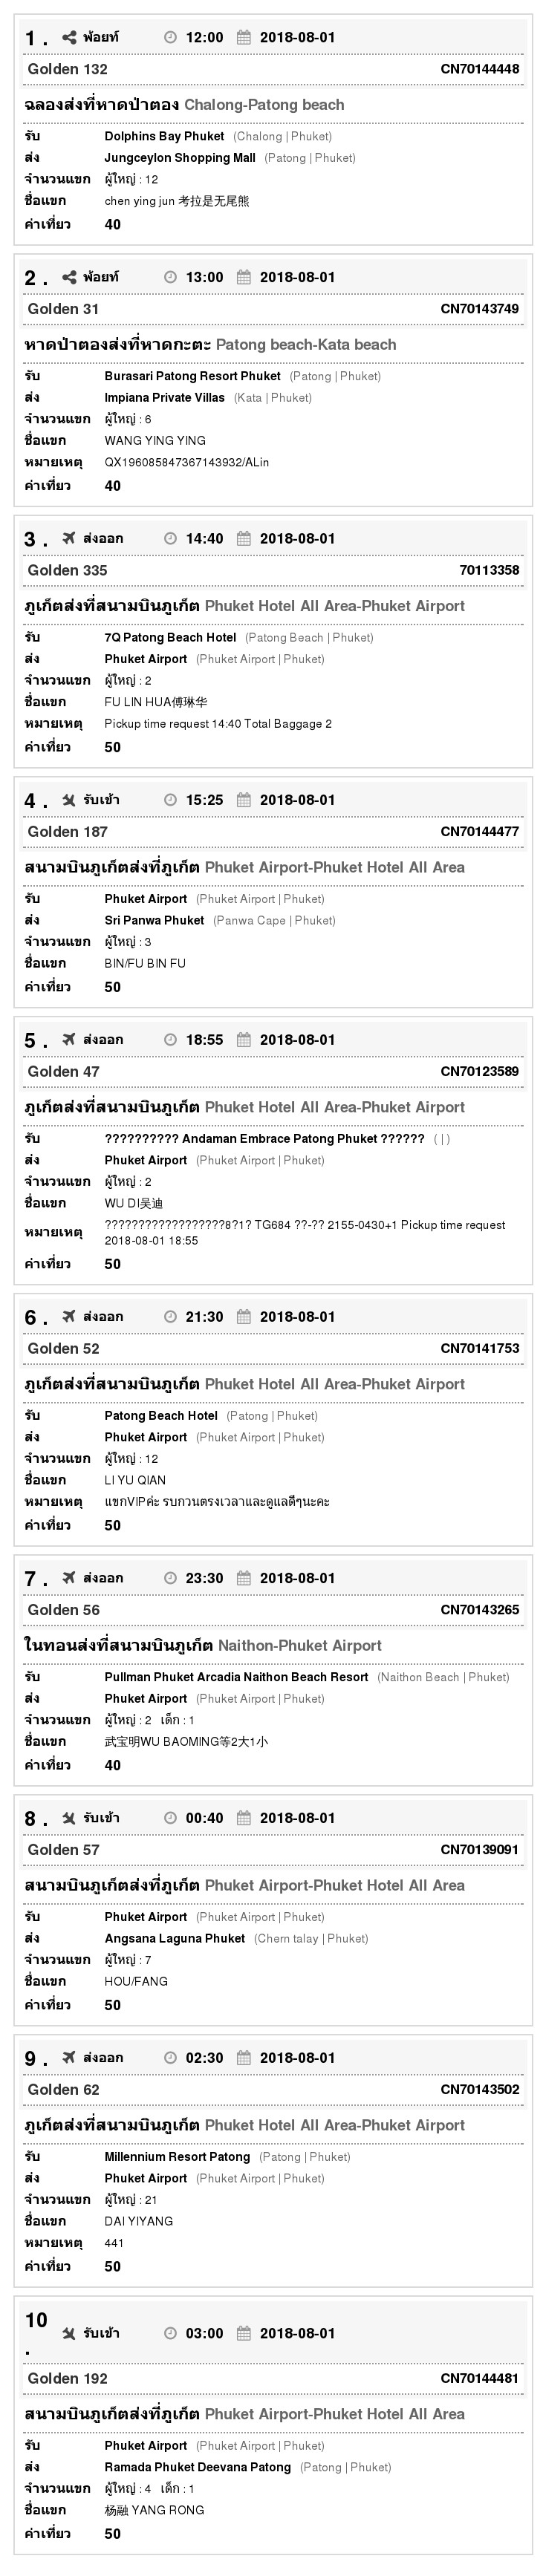 1 . พ้อยท์ 12:00 2018-08-01
Golden 132 CN70144448
ฉลองส่งที่หาดป่าตอง Chalong-Patong beach
รับ Dolphins Bay Phuket (Chalong | Phuket)
ส่ง Jungceylon Shopping Mall (Patong | Phuket)
จำนวนแขก ผู้ใหญ่ : 12
ชื่อแขก chen ying jun 考拉是无尾熊
ค่าเที่ยว 40
2 . พ้อยท์ 13:00 2018-08-01
Golden 31 CN70143749
หาดป่าตองส่งที่หาดกะตะ Patong beach-Kata beach
รับ Burasari Patong Resort Phuket (Patong | Phuket)
ส่ง Impiana Private Villas (Kata | Phuket)
จำนวนแขก ผู้ใหญ่ : 6
ชื่อแขก WANG YING YING
หมายเหตุ QX196085847367143932/ALin
ค่าเที่ยว 40
3 . ส่งออก 14:40 2018-08-01
Golden 335 70113358
ภูเก็ตส่งที่สนามบินภูเก็ต Phuket Hotel All Area-Phuket Airport
รับ 7Q Patong Beach Hotel (Patong Beach | Phuket)
ส่ง Phuket Airport (Phuket Airport | Phuket)
จำนวนแขก ผู้ใหญ่ : 2
ชื่อแขก FU LIN HUA傅琳华
หมายเหตุ Pickup time request 14:40 Total Baggage 2
ค่าเที่ยว 50
4 . รับเข้า 15:25 2018-08-01
Golden 187 CN70144477
สนามบินภูเก็ตส่งที่ภูเก็ต Phuket Airport-Phuket Hotel All Area
รับ Phuket Airport (Phuket Airport | Phuket)
ส่ง Sri Panwa Phuket (Panwa Cape | Phuket)
จำนวนแขก ผู้ใหญ่ : 3
ชื่อแขก BIN/FU BIN FU
ค่าเที่ยว 50
5 . ส่งออก 18:55 2018-08-01
Golden 47 CN70123589
ภูเก็ตส่งที่สนามบินภูเก็ต Phuket Hotel All Area-Phuket Airport
รับ ?????????? Andaman Embrace Patong Phuket ?????? ( | )
ส่ง Phuket Airport (Phuket Airport | Phuket)
จำนวนแขก ผู้ใหญ่ : 2
ชื่อแขก WU DI吴迪
หมายเหตุ ??????????????????8?1? TG684 ??-?? 2155-0430+1 Pickup time request
2018-08-01 18:55
ค่าเที่ยว 50
6 . ส่งออก 21:30 2018-08-01
Golden 52 CN70141753
ภูเก็ตส่งที่สนามบินภูเก็ต Phuket Hotel All Area-Phuket Airport
รับ Patong Beach Hotel (Patong | Phuket)
ส่ง Phuket Airport (Phuket Airport | Phuket)
จำนวนแขก ผู้ใหญ่ : 12
ชื่อแขก LI YU QIAN
หมายเหตุ แขกVIPค่ะ รบกวนตรงเวลาและดูแลดีๆนะคะ
ค่าเที่ยว 50
7 . ส่งออก 23:30 2018-08-01
Golden 56 CN70143265
ในทอนส่งที่สนามบินภูเก็ต Naithon-Phuket Airport
รับ Pullman Phuket Arcadia Naithon Beach Resort (Naithon Beach | Phuket)
ส่ง Phuket Airport (Phuket Airport | Phuket)
จำนวนแขก ผู้ใหญ่ : 2 เด็ก : 1
ชื่อแขก 武宝明WU BAOMING等2大1小
ค่าเที่ยว 40
8 . รับเข้า 00:40 2018-08-01
Golden 57 CN70139091
สนามบินภูเก็ตส่งที่ภูเก็ต Phuket Airport-Phuket Hotel All Area
รับ Phuket Airport (Phuket Airport | Phuket)
ส่ง Angsana Laguna Phuket (Chern talay | Phuket)
จำนวนแขก ผู้ใหญ่ : 7
ชื่อแขก HOU/FANG
ค่าเที่ยว 50
9 . ส่งออก 02:30 2018-08-01
Golden 62 CN70143502
ภูเก็ตส่งที่สนามบินภูเก็ต Phuket Hotel All Area-Phuket Airport
รับ Millennium Resort Patong (Patong | Phuket)
ส่ง Phuket Airport (Phuket Airport | Phuket)
จำนวนแขก ผู้ใหญ่ : 21
ชื่อแขก DAI YIYANG
หมายเหตุ 441
ค่าเที่ยว 50
10 . รับเข้า 03:00 2018-08-01
Golden 192 CN70144481
สนามบินภูเก็ตส่งที่ภูเก็ต Phuket Airport-Phuket Hotel All Area
รับ Phuket Airport (Phuket Airport | Phuket)
ส่ง Ramada Phuket Deevana Patong (Patong | Phuket)
จำนวนแขก ผู้ใหญ่ : 4 เด็ก : 1
ชื่อแขก 杨融 YANG RONG
ค่าเที่ยว 50